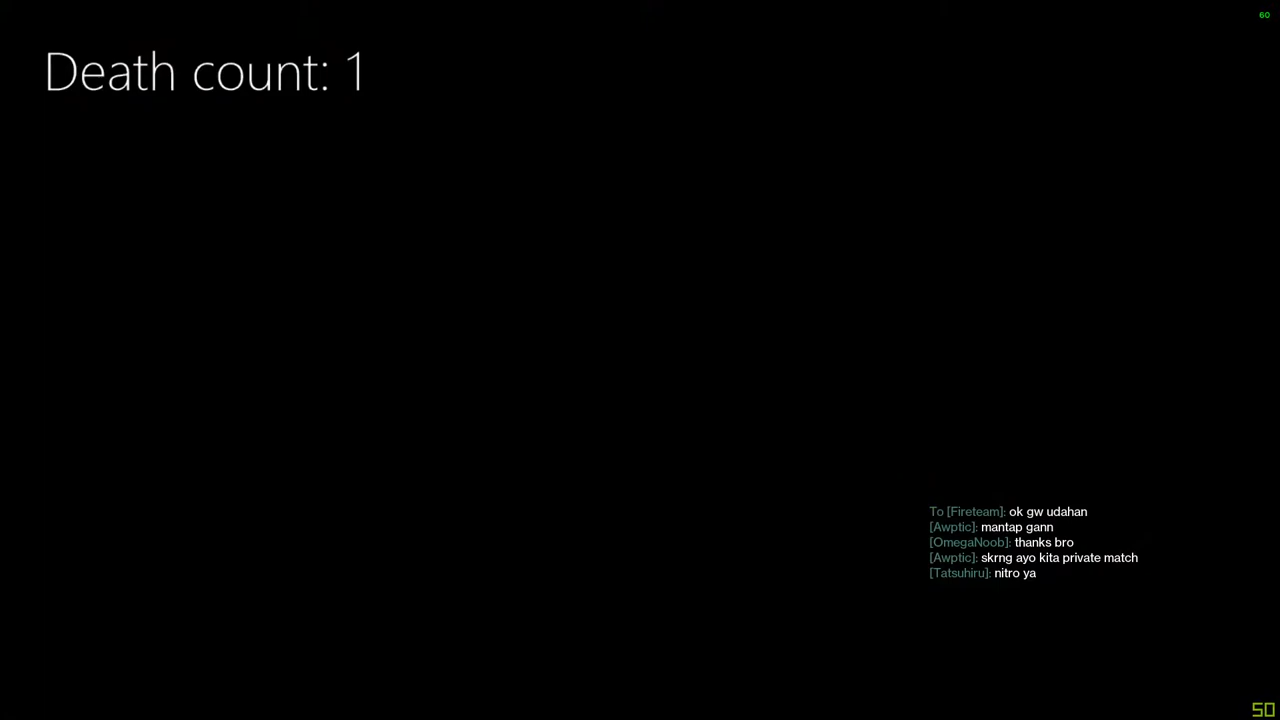 60
Death count: 1
To [Fireteam]: ok gw udahan
[Awptic]: mantap gann
[OmegaNoob]: thanks bro
[Awptic]: skrng ayo kita private match
[Tatsuhiru]: nitro ya
50